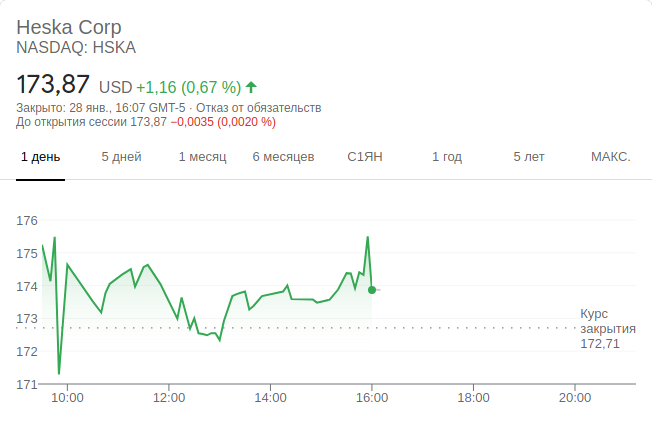 Heska Corp
NASDAQ: HSKA
173,87 USD +1,16 (0,67 %)
Закрыто: 28 янв., 16:07 GMT-5 · Отказ от обязательств
До открытия сессии 173,87 −0,0035 (0,0020 %)
1 день 5 дней 1 месяц 6 месяцев С1ЯН 1 год 5 лет МАКС.
176
175
174
173
Курс
закрытия
172,71
172
171
10:00 12:00 14:00 16:00 18:00 20:00